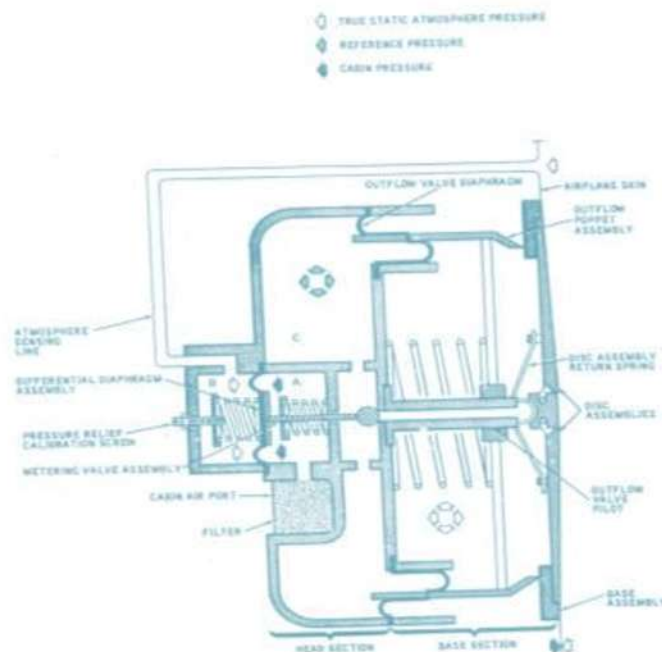 TRUE STATIC ATMOSPHERE PRESSURE
REFERENCE PRESSURE
CABIN PRESSURE
OUTFLOW VALVE DIAPHRAGM
AIRPLANE SKIN
OUTFLOW
POPPET
ASSEMBLY
ATMOSPHERE
SENSING
LINE
C
DIFFERENTIAL DIAPHRAGM
ASSEMBLY
B
A
DISC ASSEMBLY
RETURN SPRING
DISC
ASSEMBLIES
PRESSURE RELIEF
CALIBRATION SCREW
METERING VALVE ASSEMBLY
CABIN AIR PORT
FILTER
OUTFLOW
VALVE
PILOT
BASE
ASSEMBLY
HEAD SECTION
BASE SECTION